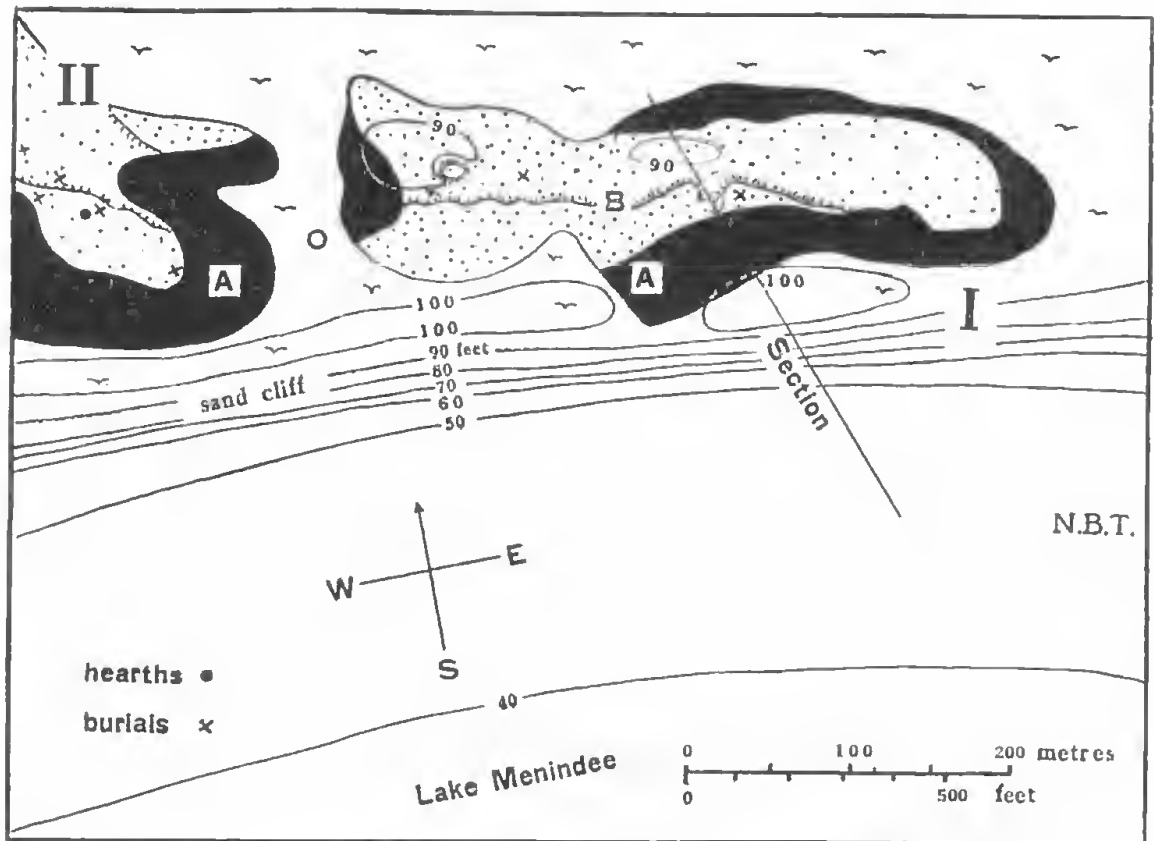 II
90
90
B
O
A
A
100
100
100
I
90 feet
80
70
60
50
sand cliff
Section
N.B.T.
W
E
S
hearths
burials
40
Lake Menindee
0 100 200 metres
0 500 feet